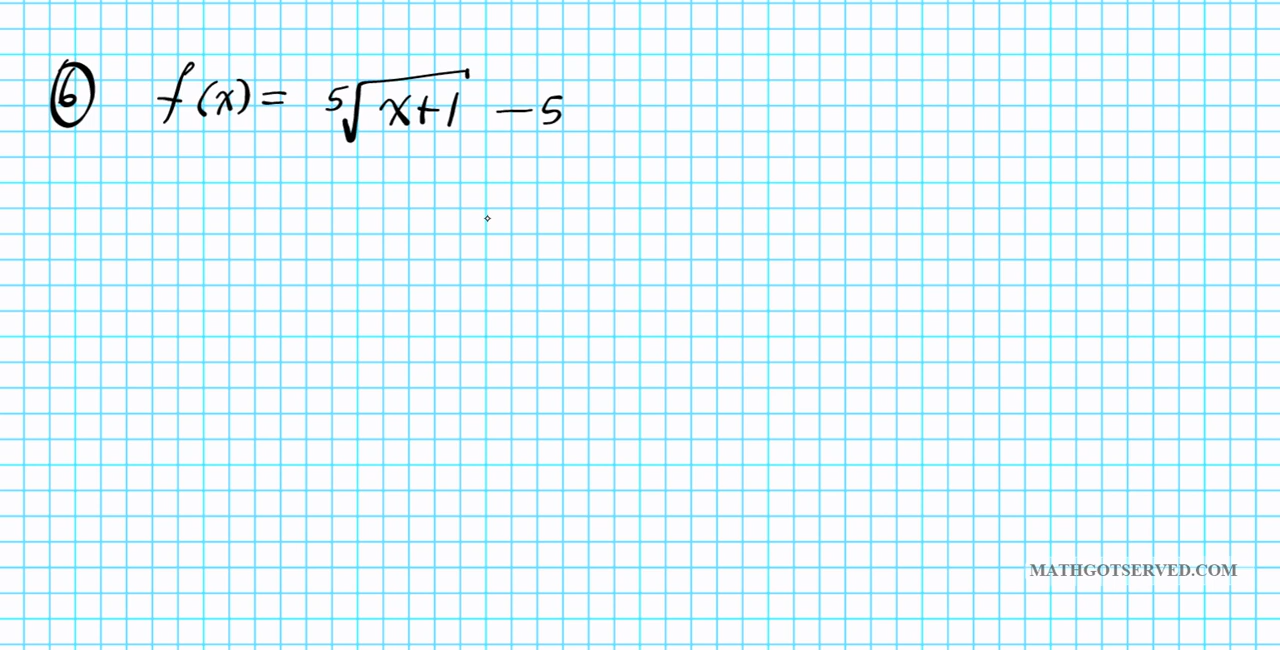 ⑥ f(x) = ⁵√(x+1) − 5
MATHGOTSERVED.COM